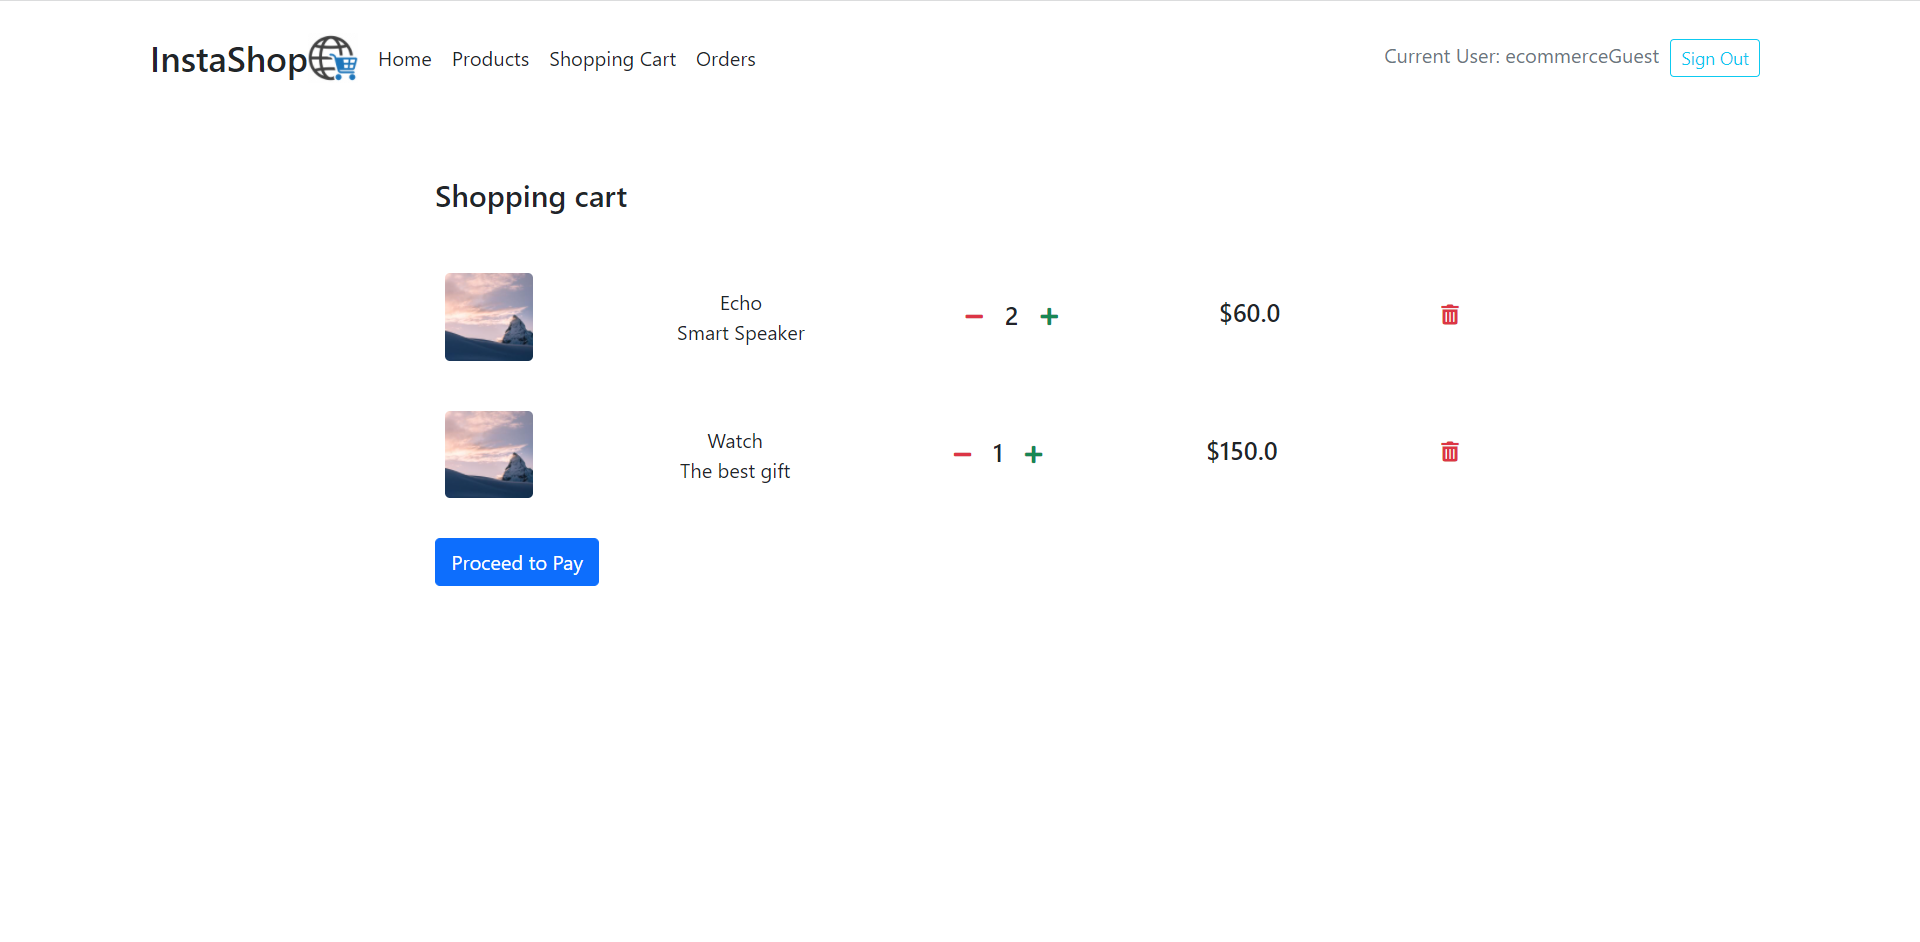 InstaShop Home Products Shopping Cart Orders Current User: ecommerceGuest Sign Out
Shopping cart
Echo
Smart Speaker
2 $60.0
Watch
The best gift
1 $150.0
Proceed to Pay